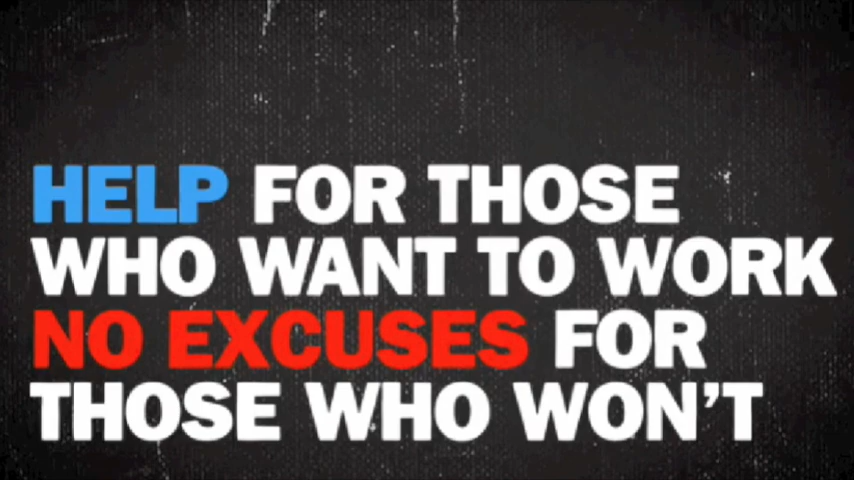 HELP FOR THOSE
WHO WANT TO WORK
NO EXCUSES FOR
THOSE WHO WON'T